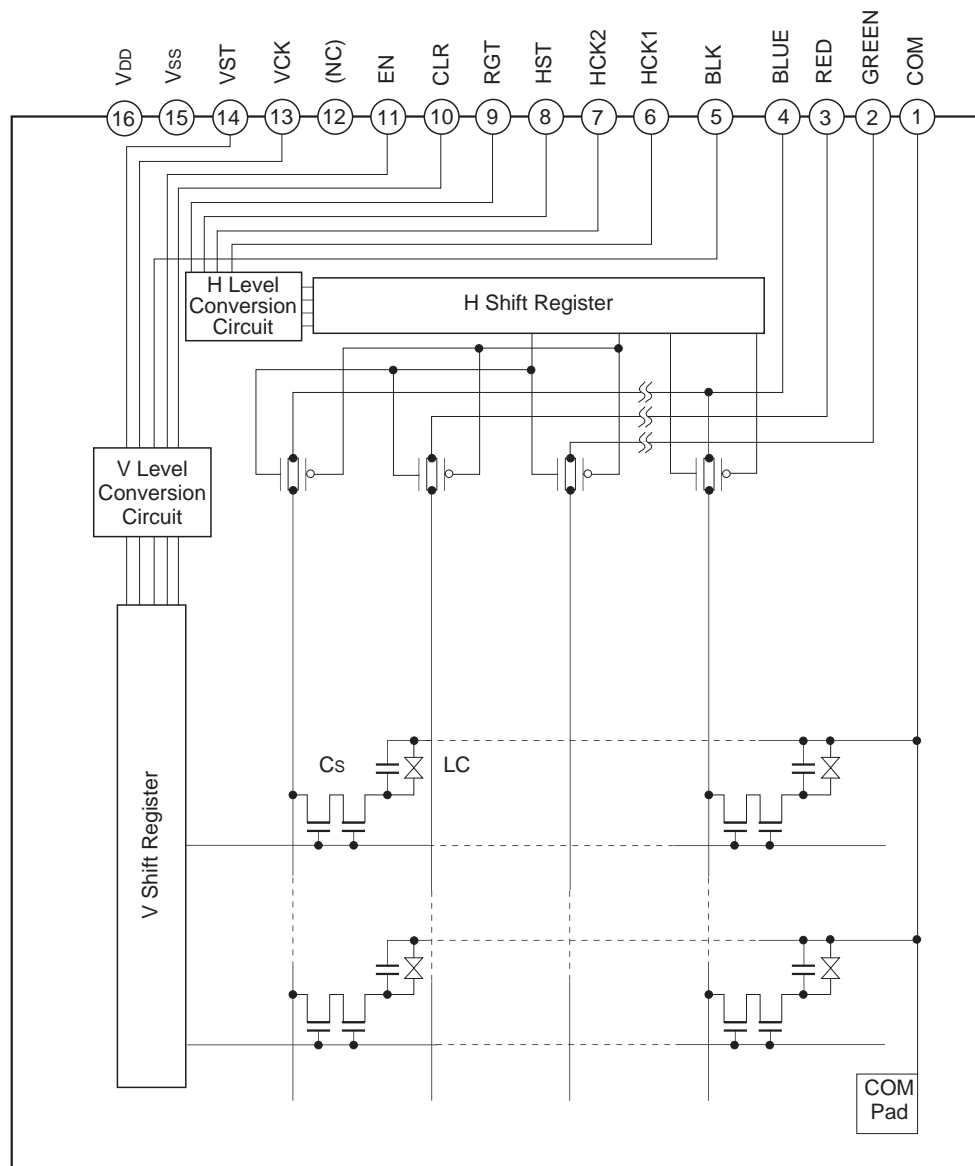 VDD
VSS
VST
VCK
(NC)
EN
CLR
RGT
HST
HCK2
HCK1
BLK
BLUE
RED
GREEN
COM
16
15
14
13
12
11
10
9
8
7
6
5
4
3
2
1
H Level
Conversion
Circuit
H Shift Register
V Level
Conversion
Circuit
Cs
LC
V Shift Register
COM
Pad